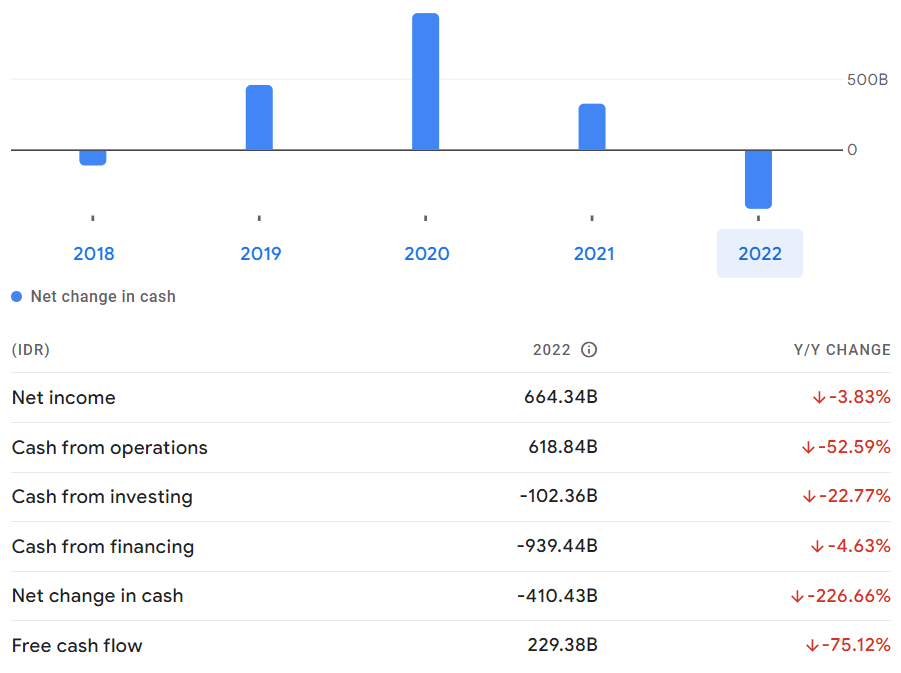 500B
0
2018 2019 2020 2021 2022
Net change in cash
(IDR) 2022 Y/Y CHANGE
Net income 664.34B -3.83%
Cash from operations 618.84B -52.59%
Cash from investing -102.36B -22.77%
Cash from financing -939.44B -4.63%
Net change in cash -410.43B -226.66%
Free cash flow 229.38B -75.12%